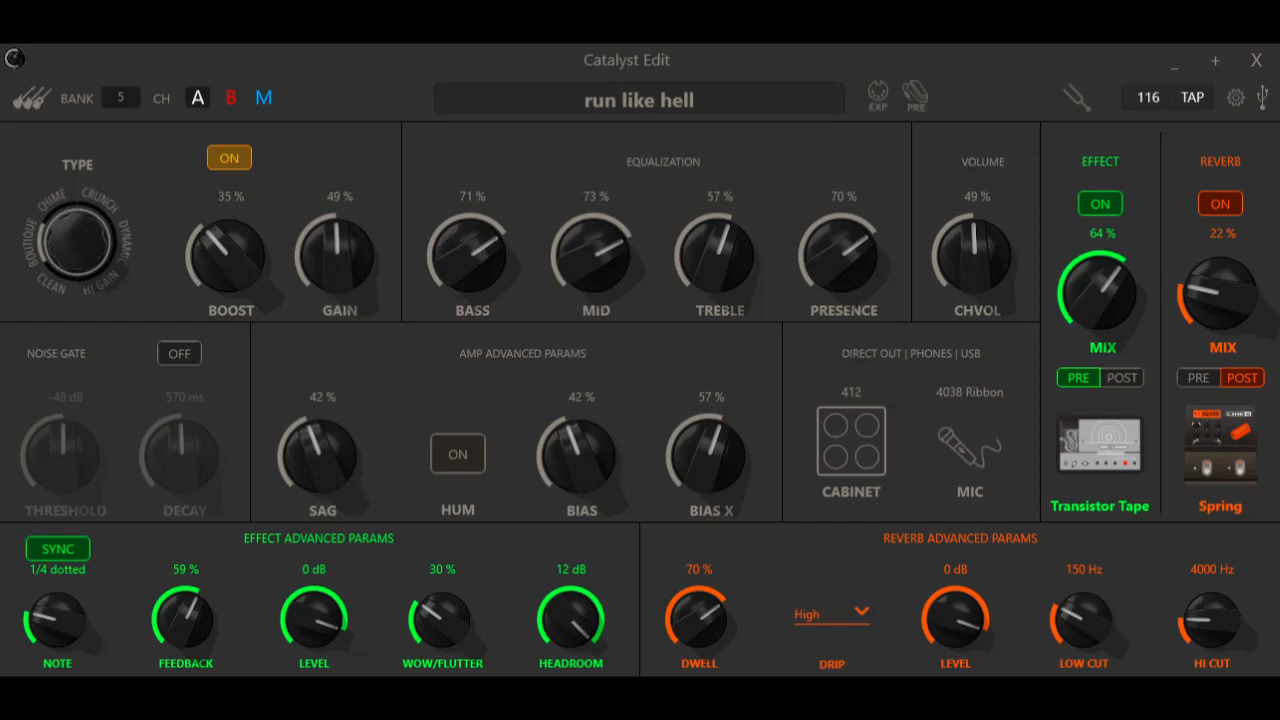 Catalyst Edit
_ + X
BANK 5 CH A B M
run like hell
EXP PRE
116 TAP
TYPE
BOUTIQUE CHIME CRUNCH DYNAMIC CLEAN HI GAIN
ON
35 % 49 %
BOOST GAIN
EQUALIZATION
71 % 73 % 57 % 70 %
BASS MID TREBLE PRESENCE
VOLUME
49 %
CHVOL
EFFECT
ON
64 %
MIX
PRE POST
Transistor Tape
REVERB
ON
22 %
MIX
PRE POST
Spring
NOISE GATE OFF
-48 dB 570 ms
THRESHOLD DECAY
AMP ADVANCED PARAMS
42 % ON 42 % 57 %
SAG HUM BIAS BIAS X
DIRECT OUT | PHONES | USB
412 4038 Ribbon
CABINET MIC
EFFECT ADVANCED PARAMS
SYNC
1/4 dotted 59 % 0 dB 30 % 12 dB
NOTE FEEDBACK LEVEL WOW/FLUTTER HEADROOM
REVERB ADVANCED PARAMS
70 % 0 dB 150 Hz 4000 Hz
High
DWELL DRIP LEVEL LOW CUT HI CUT